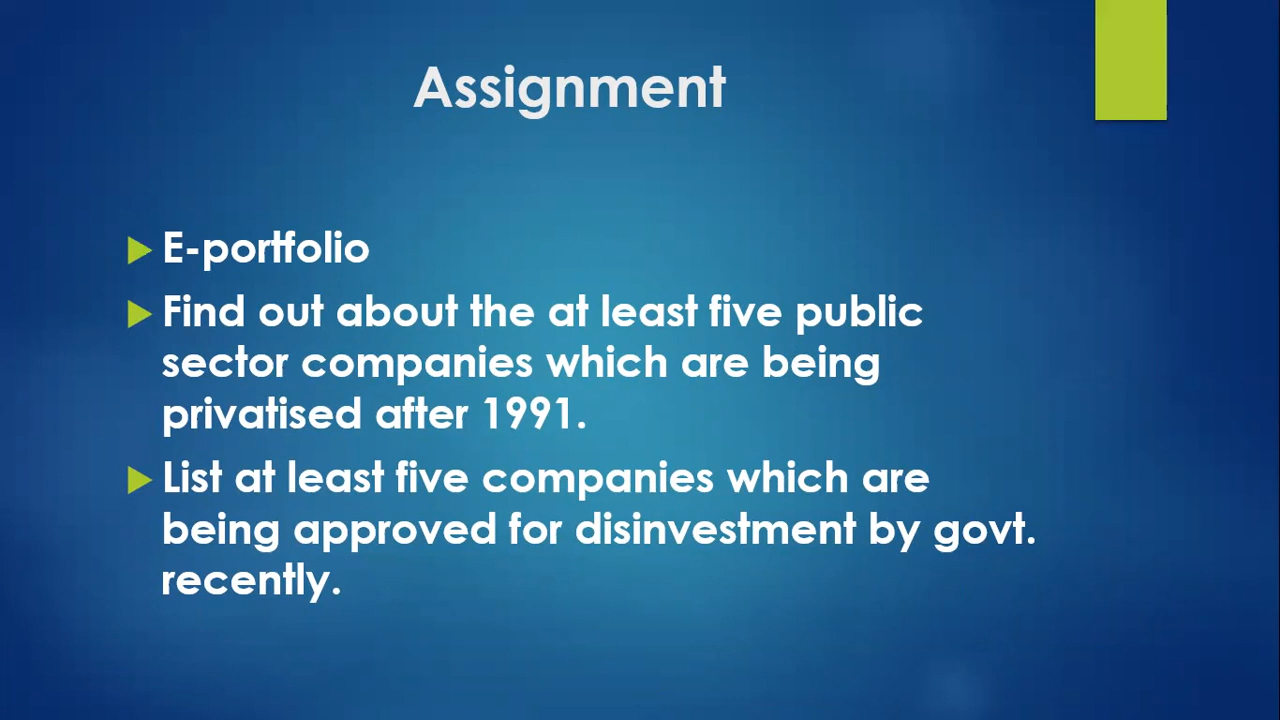 Assignment
E-portfolio
Find out about the at least five public
sector companies which are being
privatised after 1991.
List at least five companies which are
being approved for disinvestment by govt.
recently.